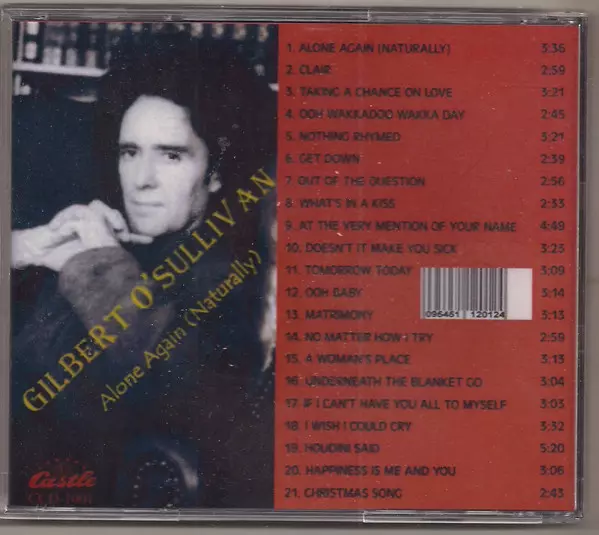 GILBERT O'SULLIVAN
Alone Again (Naturally)
1. ALONE AGAIN (NATURALLY) 3:36
2. CLAIR 2:59
3. TAKING A CHANCE ON LOVE 3:21
4. OOH WAKKADOO WAKKA DAY 2:45
5. NOTHING RHYMED 3:21
6. GET DOWN 2:39
7. OUT OF THE QUESTION 2:56
8. WHAT'S IN A KISS 2:33
9. AT THE VERY MENTION OF YOUR NAME 4:49
10. DOESN'T IT MAKE YOU SICK 3:23
11. TOMORROW TODAY 3:09
12. OOH BABY 3:14
13. MATRIMONY 3:13
14. NO MATTER HOW I TRY 2:59
15. A WOMAN'S PLACE 3:13
16. UNDERNEATH THE BLANKET GO 3:04
17. IF I CAN'T HAVE YOU ALL TO MYSELF 3:03
18. I WISH I COULD CRY 3:32
19. HOUDINI SAID 5:20
20. HAPPINESS IS ME AND YOU 3:06
21. CHRISTMAS SONG 2:43
120124
Castle